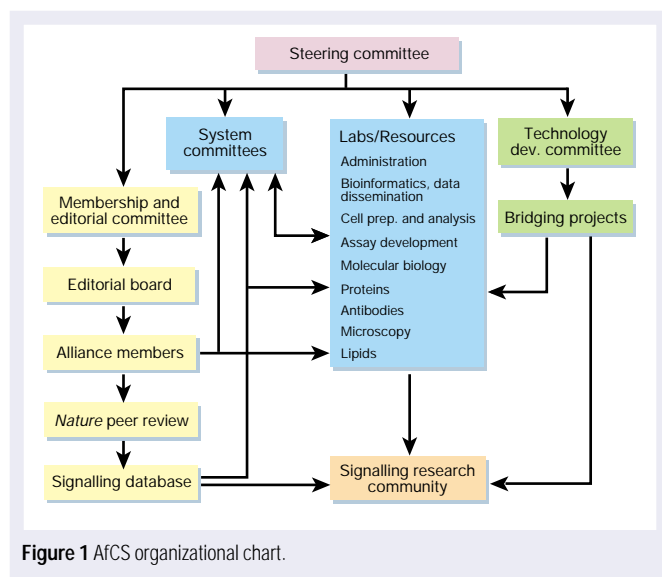 Steering committee
System
committees
Labs/Resources
Administration
Bioinformatics, data
dissemination
Cell prep. and analysis
Assay development
Molecular biology
Proteins
Antibodies
Microscopy
Lipids
Technology
dev. committee
Bridging projects
Membership and
editorial committee
Editorial board
Alliance members
Nature peer review
Signalling database
Signalling research
community
Figure 1 AfCS organizational chart.